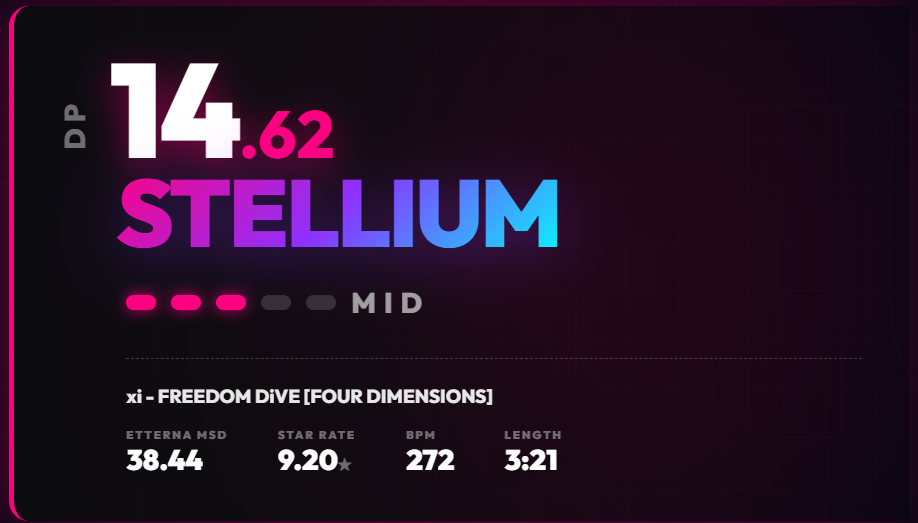 DP
14.62
STELLIUM
MID
xi - FREEDOM DiVE [FOUR DIMENSIONS]
ETTERNA MSD STAR RATE BPM LENGTH
38.44 9.20★ 272 3:21